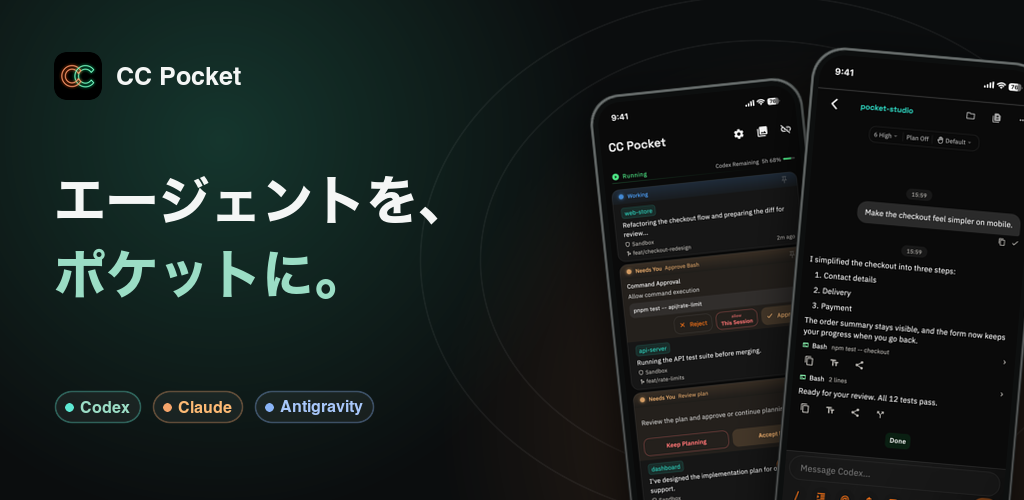 CC Pocket
エージェントを、
ポケットに。
Codex
Claude
Antigravity
9:41
76
CC Pocket
Codex Remaining 5h 68%
Running
Working
web-store
Refactoring the checkout flow and preparing the diff for
review...
Sandbox
feat/checkout-redesign
2m ago
Needs You Approve Bash
Command Approval
Allow command execution
pnpm test -- api/rate-limit
Reject
allow
This Session
api-server
Running the API test suite before merging.
Sandbox
feat/rate-limits
Needs You Review plan
Review the plan and approve or continue
Keep Planning
Accept
dashboard
I've designed the implementation plan for
support.
Sandbox
9:41
76
pocket-studio
6 High
Plan Off
Default
15:59
Make the checkout feel simpler on mobile.
15:59
I simplified the checkout into three steps:
1. Contact details
2. Delivery
3. Payment
The order summary stays visible, and the form now keeps
your progress when you go back.
Bash npm test -- checkout
Bash 2 lines
Ready for your review. All 12 tests pass.
Done
Message Codex...